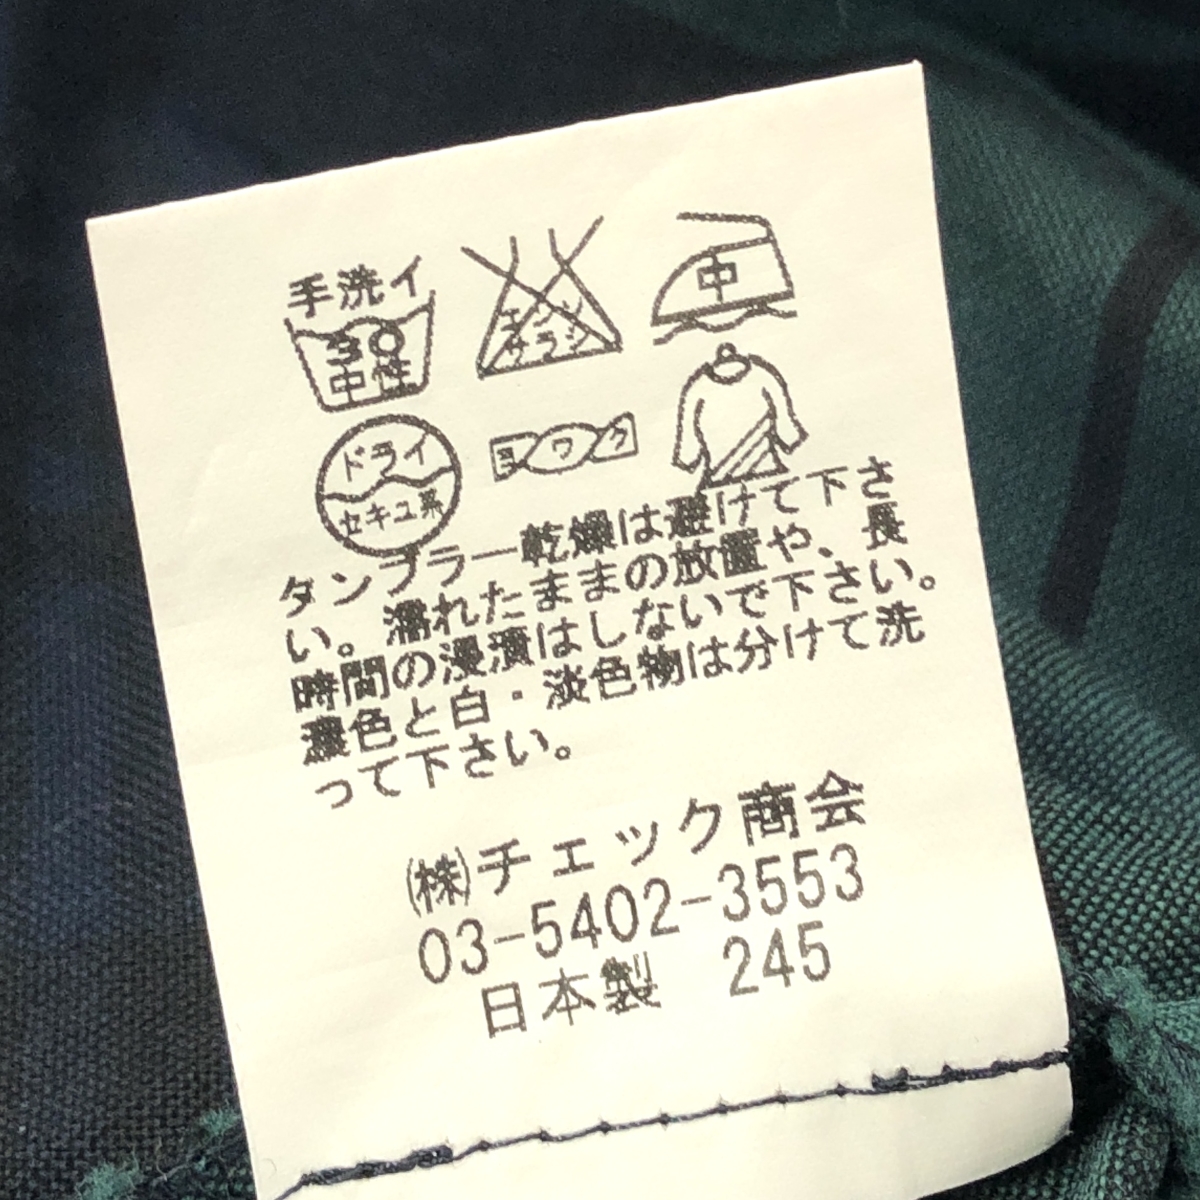 手洗イ
30
中性
エンソ
サラシ
中
ドライ
セキユ系
ヨワク
タンブラー乾燥は避けて下さ
い。濡れたままの放置や、長
時間の浸漬はしないで下さい。
濃色と白・淡色物は分けて洗
って下さい。
㈱チェック商会
03-5402-3553
日本製 245